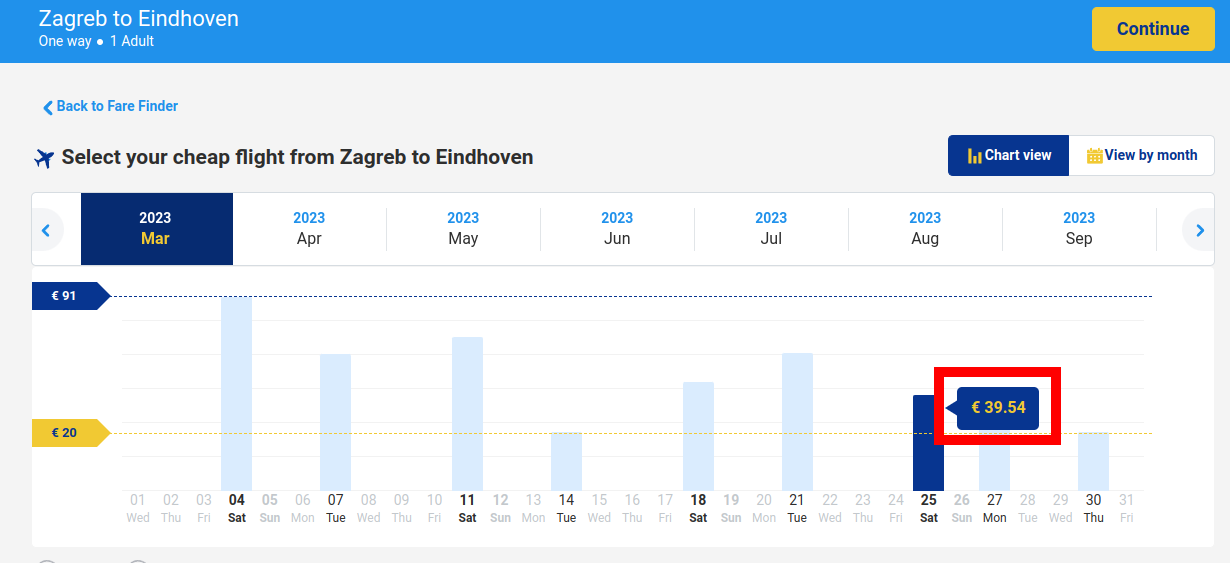 Zagreb to Eindhoven
One way ● 1 Adult
Continue
Back to Fare Finder
Select your cheap flight from Zagreb to Eindhoven
Chart view
View by month
2023 2023 2023 2023 2023 2023 2023
Mar Apr May Jun Jul Aug Sep
€ 91
€ 39.54
€ 20
01 02 03 04 05 06 07 08 09 10 11 12 13 14 15 16 17 18 19 20 21 22 23 24 25 26 27 28 29 30 31
Wed Thu Fri Sat Sun Mon Tue Wed Thu Fri Sat Sun Mon Tue Wed Thu Fri Sat Sun Mon Tue Wed Thu Fri Sat Sun Mon Tue Wed Thu Fri